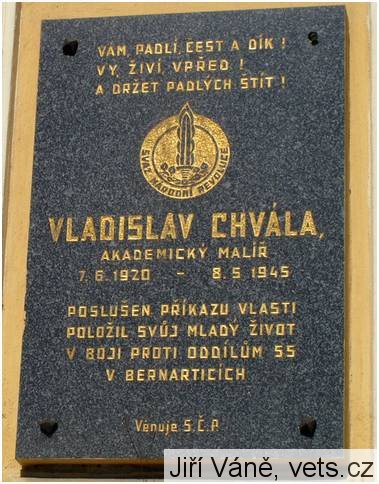 VÁM, PADLÍ, ČEST A DÍK!
VY, ŽIVÍ, VPŘED!
A DRŽET PADLÝCH ŠTÍT!
SVAZ NÁRODNÍ REVOLUCE
VLADISLAV CHVÁLA,
AKADEMICKÝ MALÍŘ
7.6.1920 - 8.5.1945
POSLUŠEN PŘÍKAZU VLASTI
POLOŽIL SVŮJ MLADÝ ŽIVOT
V BOJI PROTI ODDÍLŮM SS
V BERNARTICÍCH
Věnuje S.Č.P.
Jiří Váně, vets.cz